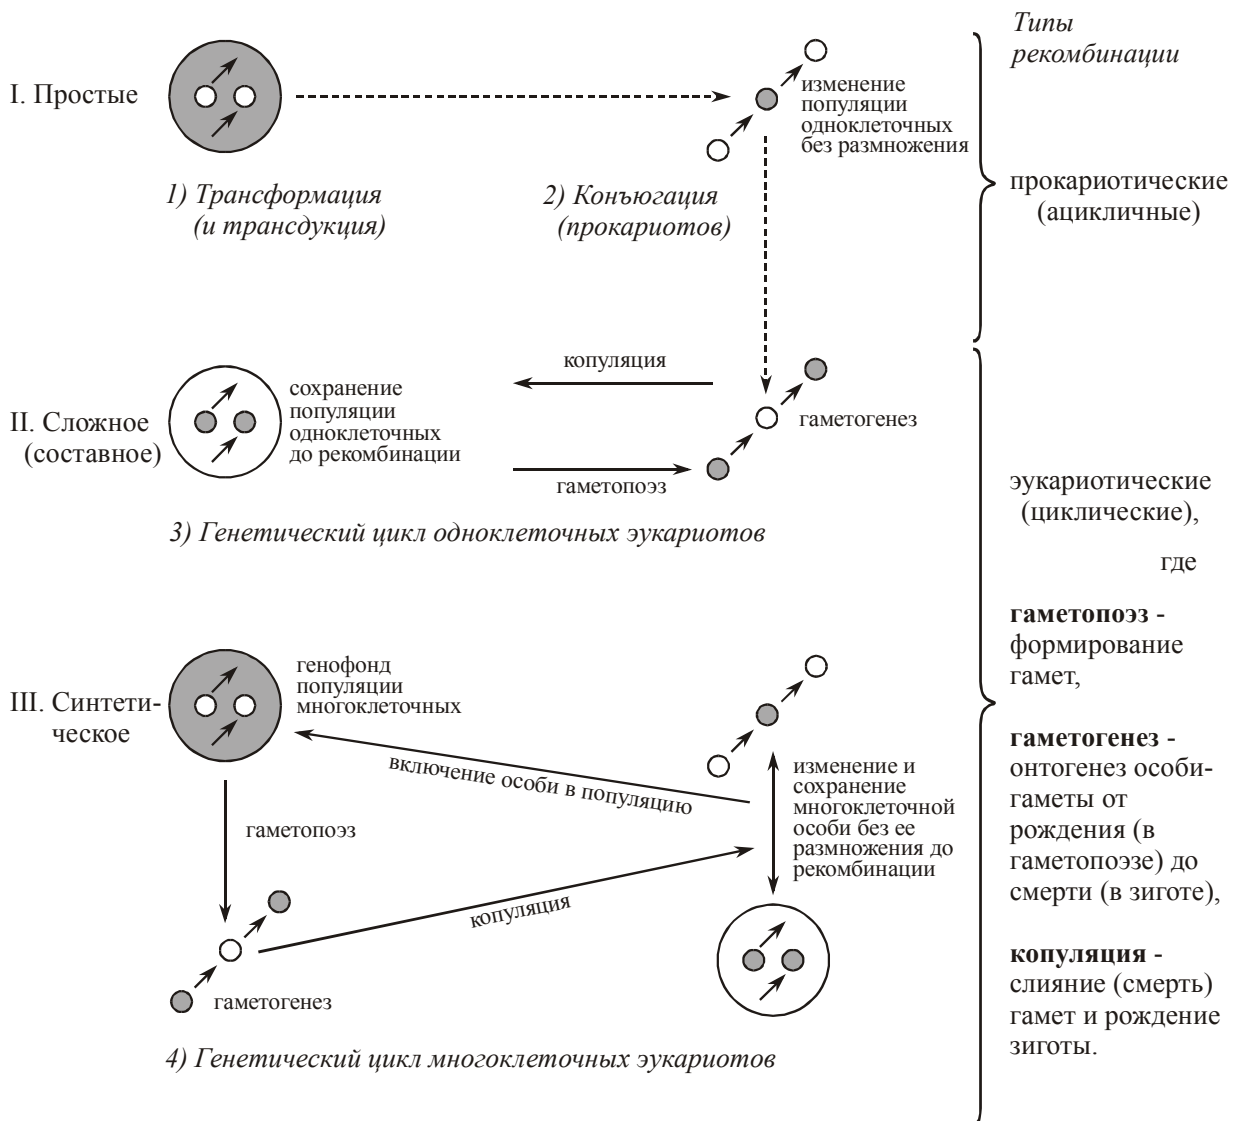 Типы
рекомбинации
I. Простые
изменение
популяции
одноклеточных
без размножения
1) Трансформация
(и трансдукция)
2) Конъюгация
(прокариотов)
прокариотические
(ацикличные)
II. Сложное
(составное)
сохранение
популяции
одноклеточных
до рекомбинации
копуляция
гаметопоэз
гаметогенез
3) Генетический цикл одноклеточных эукариотов
эукариотические
(циклические),
где
гаметопоэз -
формирование
гамет,
гаметогенез -
онтогенез особи-
гаметы от
рождения (в
гаметопоэзе) до
смерти (в зиготе),
копуляция -
слияние (смерть)
гамет и рождение
зиготы.
III. Синтети-
ческое
генофонд
популяции
многоклеточных
включение особи в популяцию
изменение и
сохранение
многоклеточной
особи без ее
размножения до
рекомбинации
гаметопоэз
копуляция
гаметогенез
4) Генетический цикл многоклеточных эукариотов